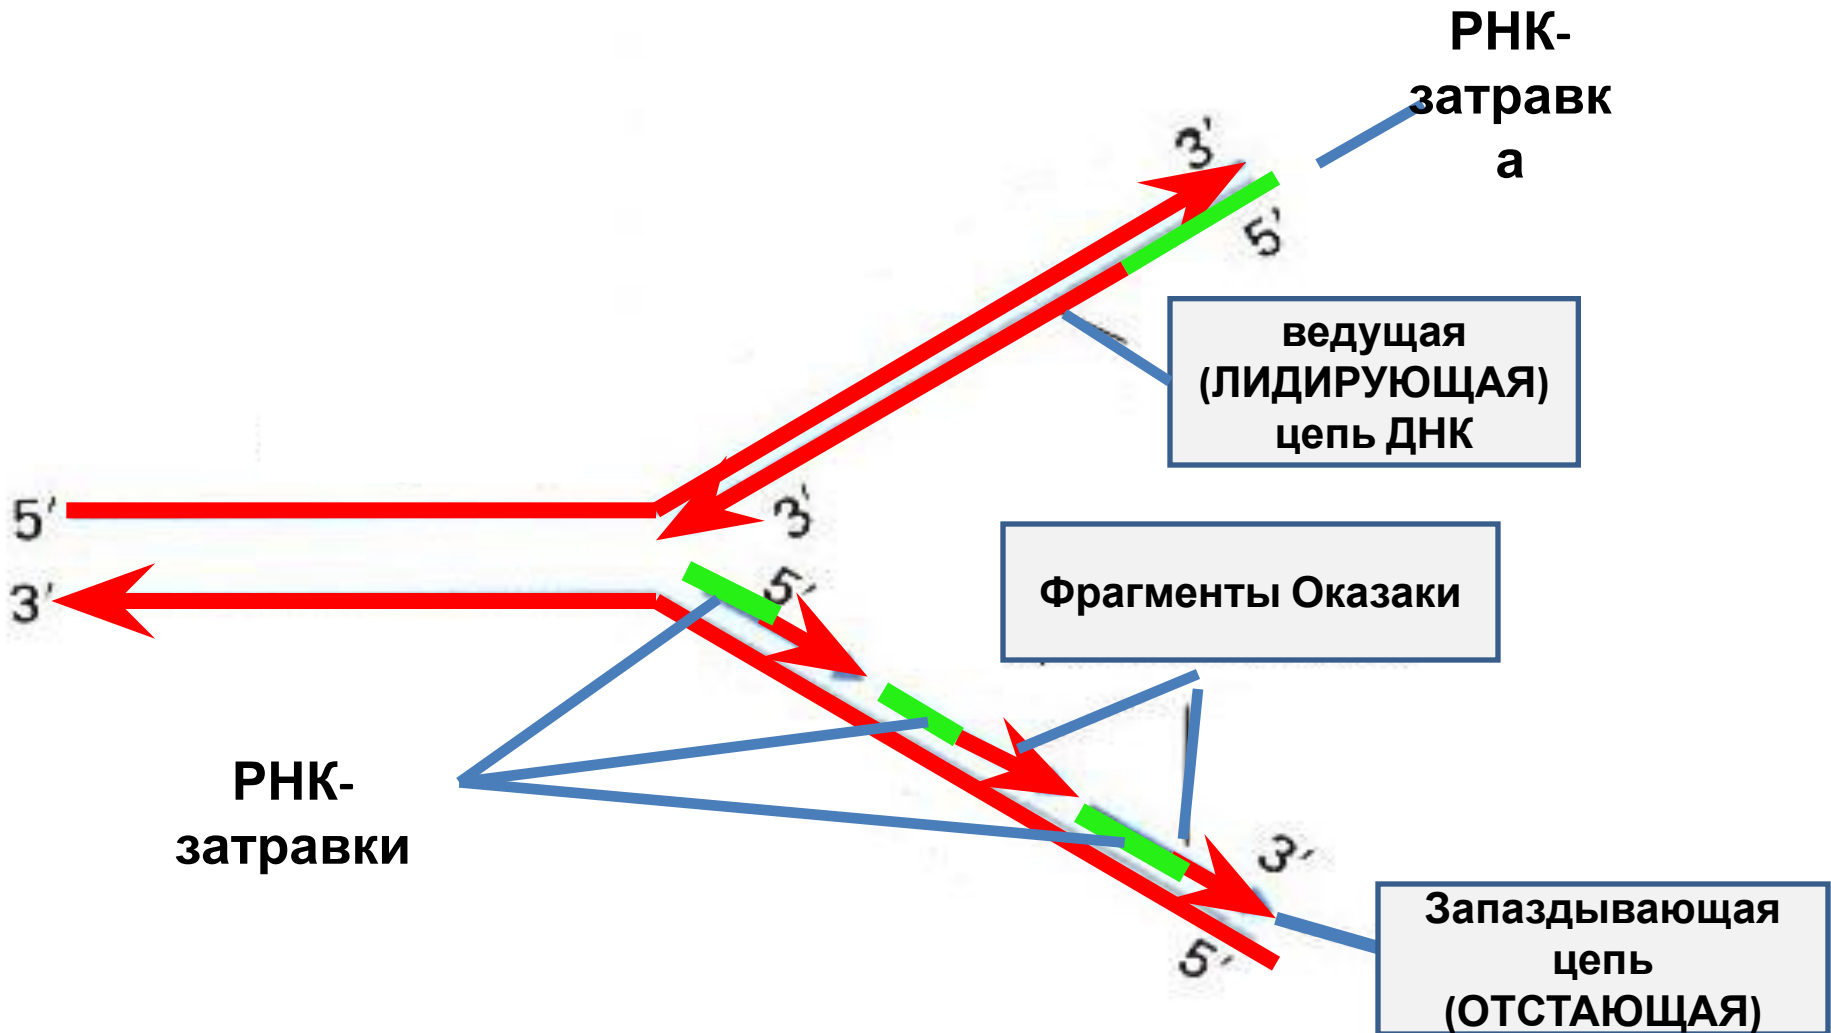 РНК-
затравк
а
3'
5'
ведущая
(ЛИДИРУЮЩАЯ)
цепь ДНК
5'
3'
3'
5'
Фрагменты Оказаки
РНК-
затравки
3'
5'
Запаздывающая
цепь
(ОТСТАЮЩАЯ)